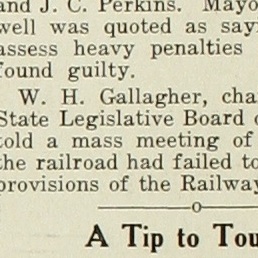 and J. C. Perkins. Mayo
well was quoted as say
assess heavy penalties
found guilty.
W. H. Gallagher, cha
State Legislative Board
told a mass meeting of
the railroad had failed to
provisions of the Railway
A Tip to Tou